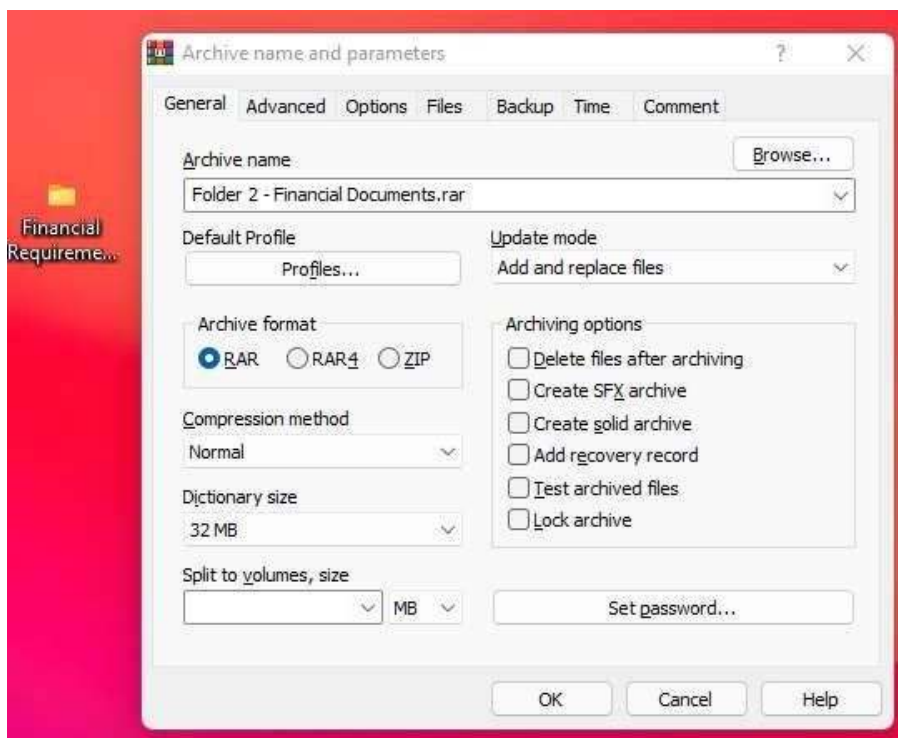 Archive name and parameters
?
General Advanced Options Files Backup Time Comment
Archive name
Browse...
Folder 2 - Financial Documents.rar
Financial
Requireme...
Default Profile
Profiles...
Update mode
Add and replace files
Archive format
RAR RAR4 ZIP
Compression method
Normal
Dictionary size
32 MB
Split to volumes, size
MB
Archiving options
Delete files after archiving
Create SFX archive
Create solid archive
Add recovery record
Test archived files
Lock archive
Set password...
OK Cancel Help